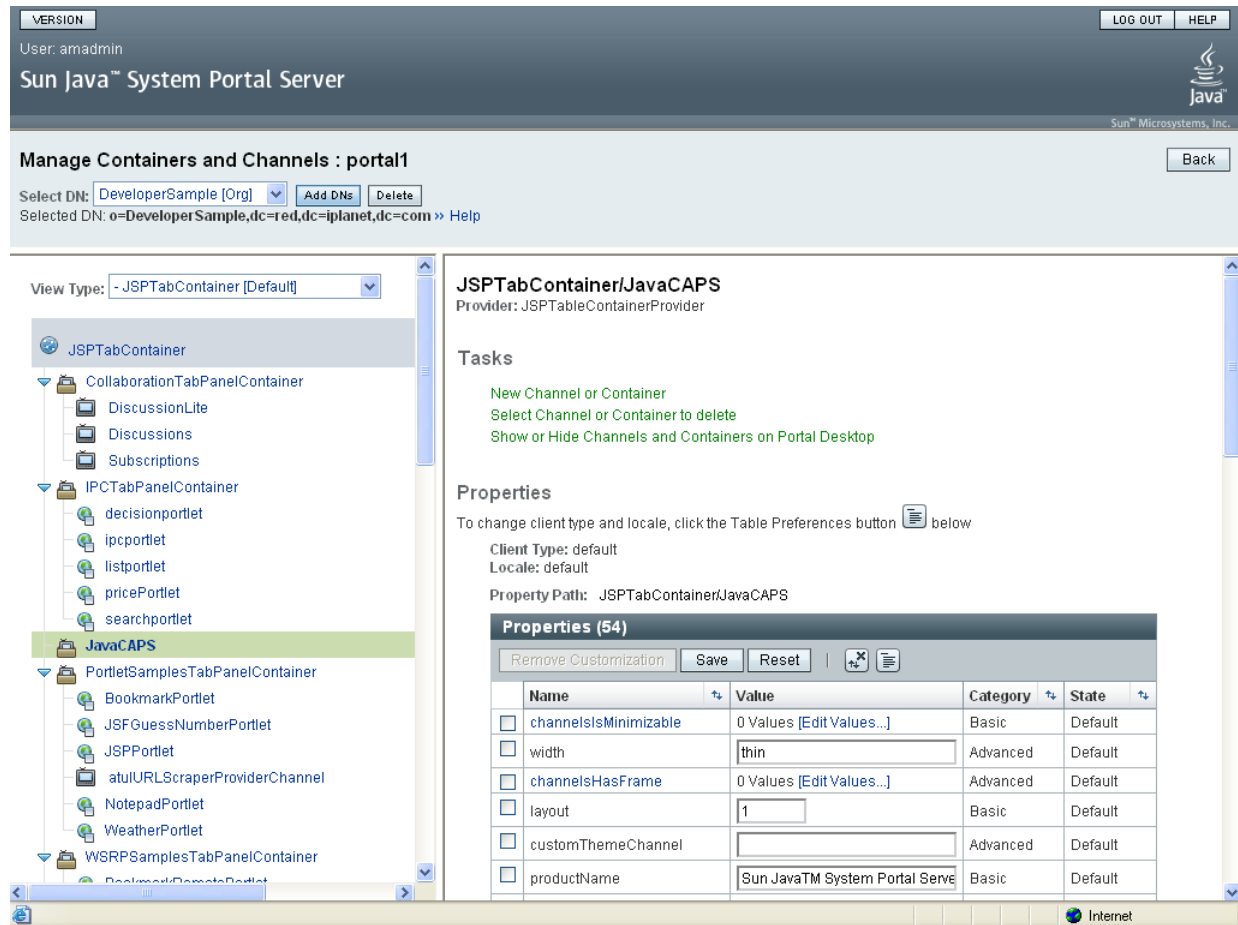 VERSION
LOG OUT HELP
User: amadmin
Sun Java™ System Portal Server
Java™
Sun™ Microsystems, Inc.
Manage Containers and Channels : portal1
Back
Select DN: DeveloperSample [Org] Add DNs Delete
Selected DN: o=DeveloperSample,dc=red,dc=iplanet,dc=com » Help
View Type: - JSPTabContainer [Default]
JSPTabContainer
CollaborationTabPanelContainer
DiscussionLite
Discussions
Subscriptions
IPCTabPanelContainer
decisionportlet
ipcportlet
listportlet
pricePortlet
searchportlet
JavaCAPS
PortletSamplesTabPanelContainer
BookmarkPortlet
JSFGuessNumberPortlet
JSPPortlet
atulURLScraperProviderChannel
NotepadPortlet
WeatherPortlet
WSRPSamplesTabPanelContainer
BookmarkRemotePortlet
JSPTabContainer/JavaCAPS
Provider: JSPTableContainerProvider
Tasks
New Channel or Container
Select Channel or Container to delete
Show or Hide Channels and Containers on Portal Desktop
Properties
To change client type and locale, click the Table Preferences button below
Client Type: default
Locale: default
Property Path: JSPTabContainer/JavaCAPS
Properties (54)
Remove Customization Save Reset |
Name Value Category State
channelsIsMinimizable 0 Values [Edit Values...] Basic Default
width thin Advanced Default
channelsHasFrame 0 Values [Edit Values...] Advanced Default
layout 1 Basic Default
customThemeChannel Advanced Default
productName Sun JavaTM System Portal Serve Basic Default
Internet